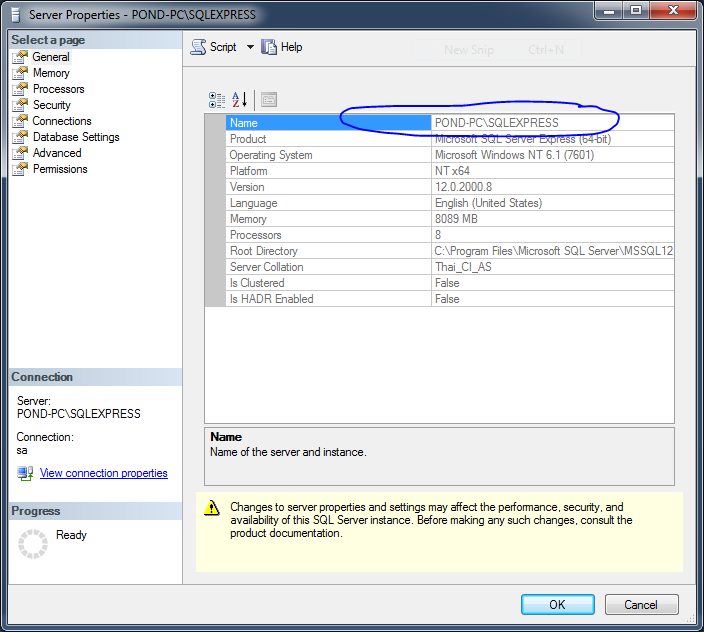 Server Properties - POND-PC\SQLEXPRESS
Select a page
General
Memory
Processors
Security
Connections
Database Settings
Advanced
Permissions
Script Help
New Snip Ctrl+N
Name POND-PC\SQLEXPRESS
Product Microsoft SQL Server Express (64-bit)
Operating System Microsoft Windows NT 6.1 (7601)
Platform NT x64
Version 12.0.2000.8
Language English (United States)
Memory 8089 MB
Processors 8
Root Directory C:\Program Files\Microsoft SQL Server\MSSQL12
Server Collation Thai_CI_AS
Is Clustered False
Is HADR Enabled False
Name
Name of the server and instance.
Connection
Server:
POND-PC\SQLEXPRESS
Connection:
sa
View connection properties
Progress
Ready
Changes to server properties and settings may affect the performance, security, and
availability of this SQL Server instance. Before making any such changes, consult the
product documentation.
OK Cancel